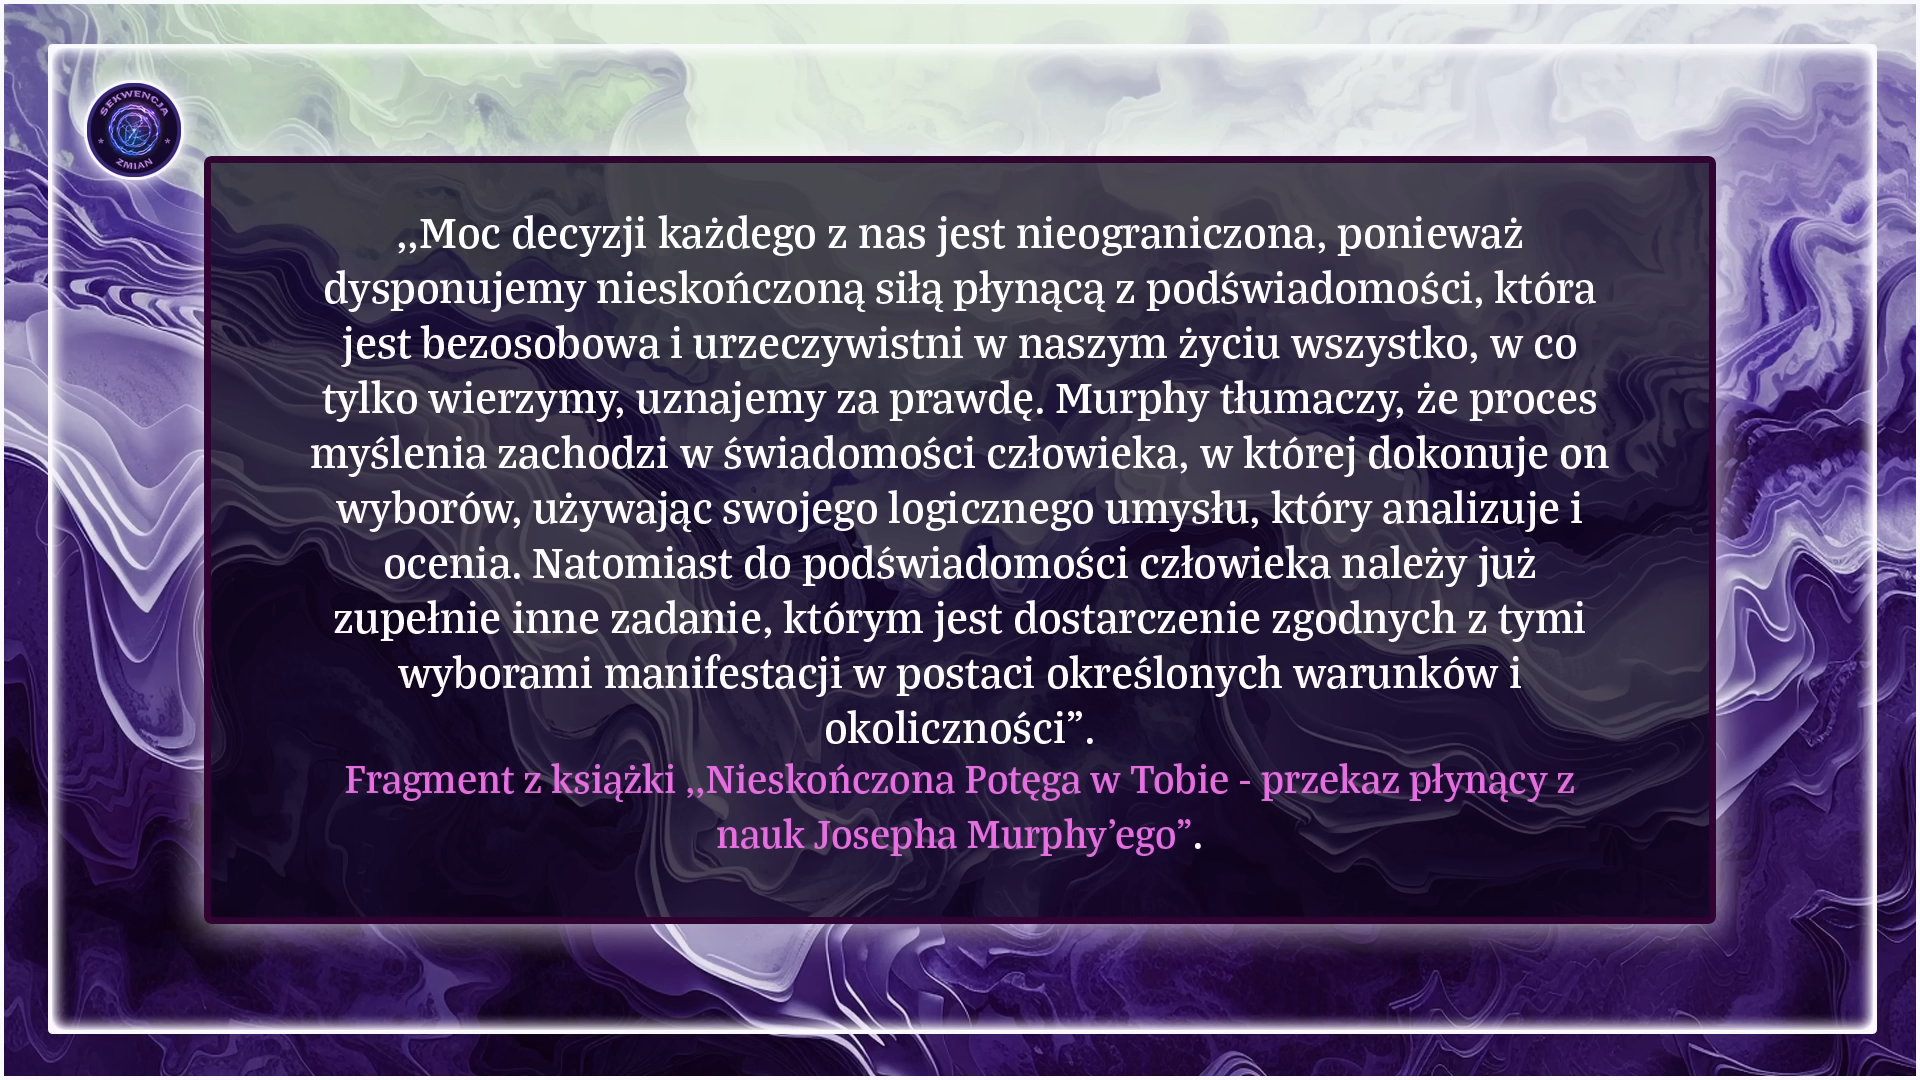 SEKWENCJA
ZMIAN
,,Moc decyzji każdego z nas jest nieograniczona, ponieważ
dysponujemy nieskończoną siłą płynącą z podświadomości, która
jest bezosobowa i urzeczywistni w naszym życiu wszystko, w co
tylko wierzymy, uznajemy za prawdę. Murphy tłumaczy, że proces
myślenia zachodzi w świadomości człowieka, w której dokonuje on
wyborów, używając swojego logicznego umysłu, który analizuje i
ocenia. Natomiast do podświadomości człowieka należy już
zupełnie inne zadanie, którym jest dostarczenie zgodnych z tymi
wyborami manifestacji w postaci określonych warunków i
okoliczności”.
Fragment z książki ,,Nieskończona Potęga w Tobie - przekaz płynący z
nauk Josepha Murphy’ego”.